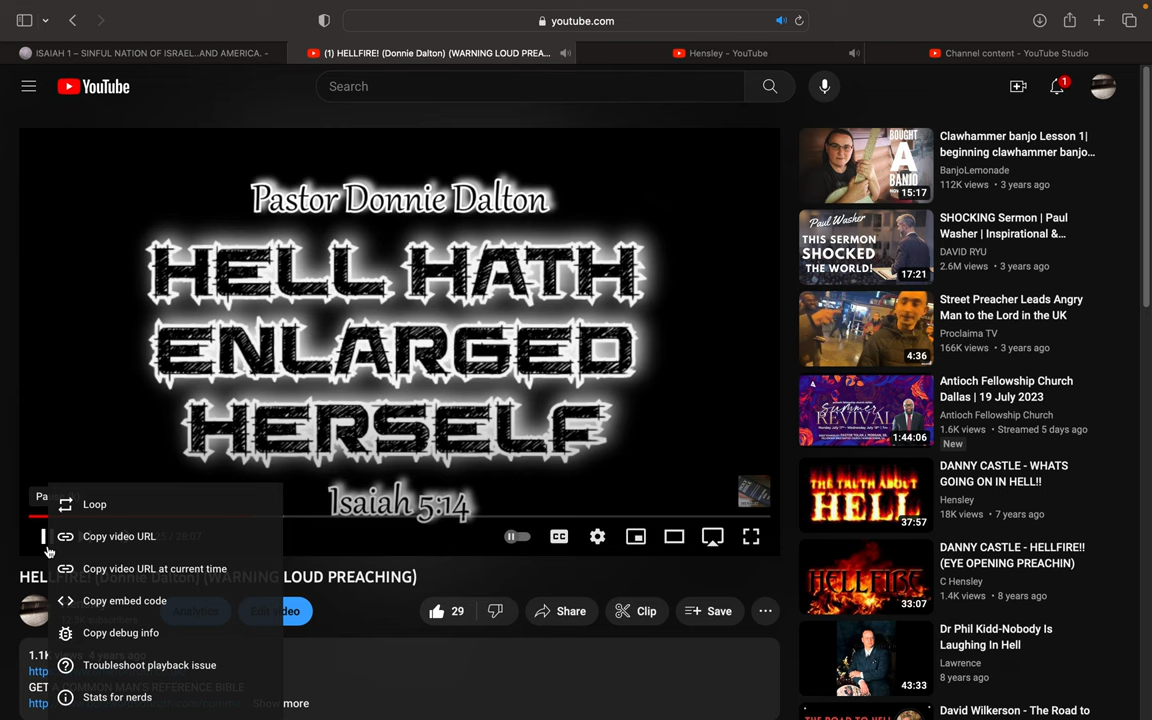 youtube.com
ISAIAH 1 – SINFUL NATION OF ISRAEL..AND AMERICA. -
(1) HELLFIRE! (Donnie Dalton) (WARNING LOUD PREA...
Hensley - YouTube
Channel content - YouTube Studio
YouTube
Search
1
Pastor Donnie Dalton
HELL HATH
ENLARGED
HERSELF
Isaiah 5:14
Loop
Copy video URL
Copy video URL at current time
Copy embed code
Copy debug info
Troubleshoot playback issue
Stats for nerds
CC
HELLFIRE! (Donnie Dalton) (WARNING LOUD PREACHING)
Analytics
Edit video
29
Share
Clip
Save
1.1K views 4 years ago
http
GET A COMMON MAN'S REFERENCE BIBLE
http
Show more
BOUGHT
A
BANJO
15:17
Clawhammer banjo Lesson 1|
beginning clawhammer banjo...
BanjoLemonade
112K views • 3 years ago
Paul Washer
THIS SERMON
SHOCKED
THE WORLD!
17:21
SHOCKING Sermon | Paul
Washer | Inspirational &...
DAVID RYU
2.6M views • 3 years ago
4:36
Street Preacher Leads Angry
Man to the Lord in the UK
Proclaima TV
166K views • 3 years ago
Summer
REVIVAL
1:44:06
Antioch Fellowship Church
Dallas | 19 July 2023
Antioch Fellowship Church
1.6K views • Streamed 5 days ago
New
THE TRUTH ABOUT
HELL
37:57
DANNY CASTLE - WHATS
GOING ON IN HELL!!
Hensley
18K views • 7 years ago
HELLFIRE
33:07
DANNY CASTLE - HELLFIRE!!
(EYE OPENING PREACHIN)
C Hensley
1.4K views • 8 years ago
43:33
Dr Phil Kidd-Nobody Is
Laughing In Hell
Lawrence
8 years ago
THE ROAD TO HELL
David Wilkerson - The Road to